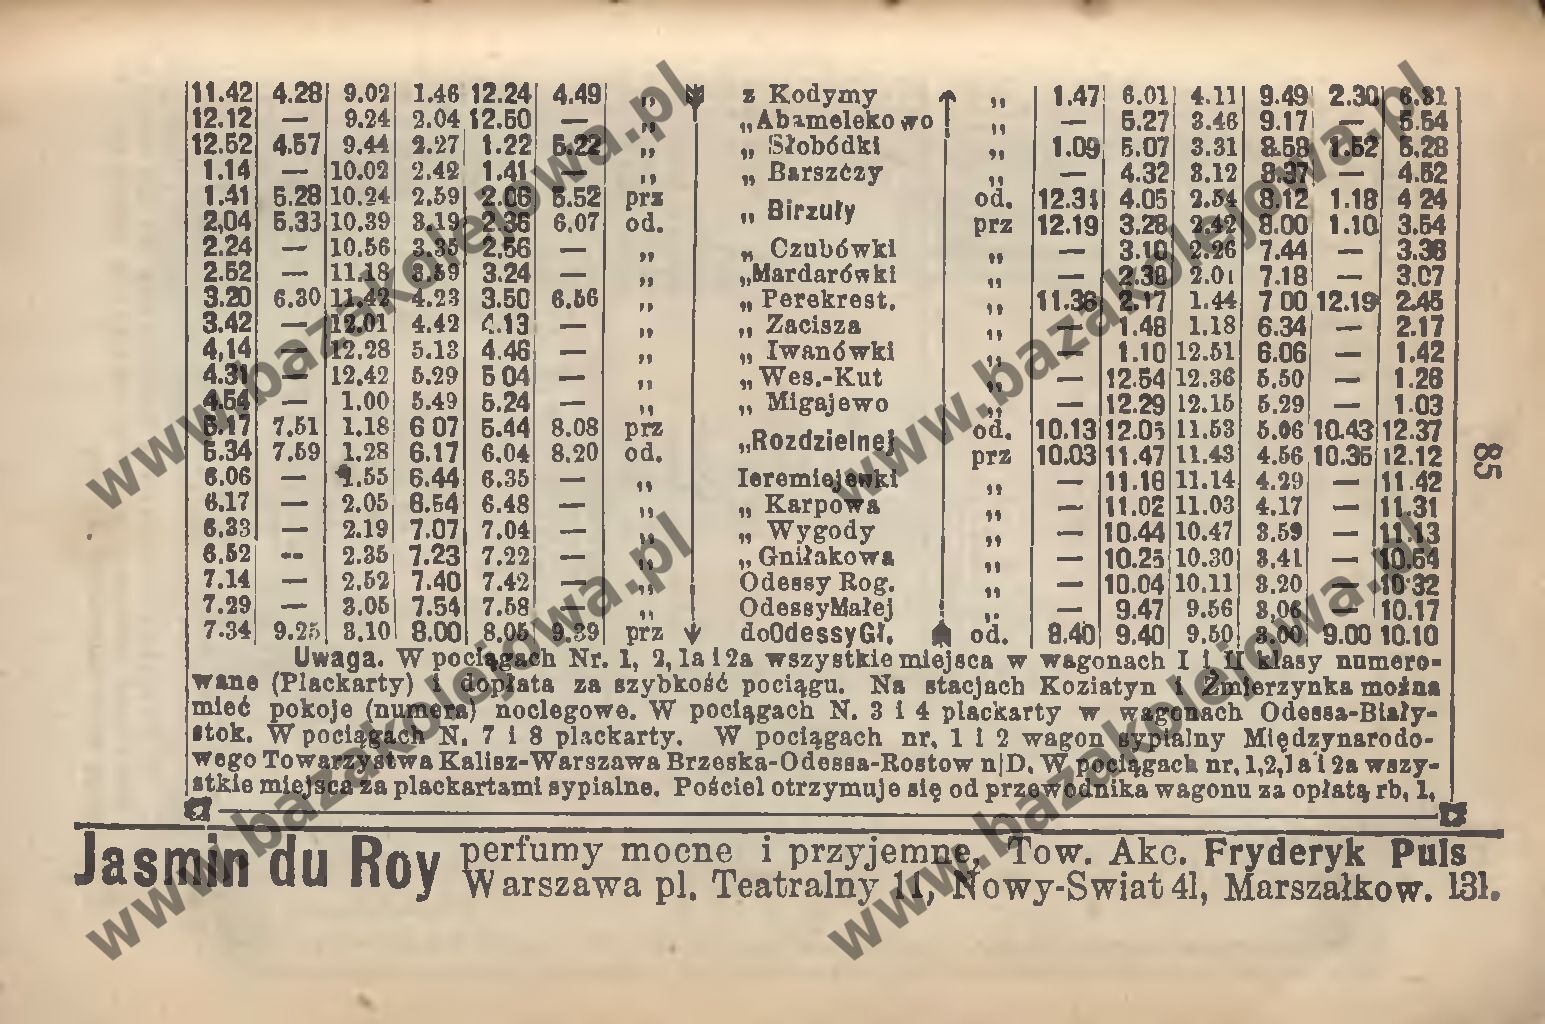 11.42 4.28 9.02 1.46 12.24 4.49 „ z Kodymy „ 1.47 6.01 4.11 9.49 2.30 6.31
12.12 — 9.24 2.04 12.50 — „ „Abameleko wo „ — 5.27 3.46 9.17 — 5.54
12.52 4.57 9.44 2.27 1.22 5.22 „ „ Słobódki „ 1.09 5.07 3.31 8.58 1.52 5.28
1.14 — 10.02 2.42 1.41 — „ „ Barszczy „ — 4.32 3.12 8.37 — 4.52
1.41 5.28 10.24 2.59 2.06 5.52 prz „ Birzuły od. 12.31 4.05 2.54 8.12 1.18 4 24
2,04 5.33 10.39 3.19 2.36 6.07 od. prz 12.19 3.28 2.42 8.00 1.10 3.54
2.24 — 10.56 3.35 2.56 — „ „ Czubówki „ — 3.10 2.26 7.44 — 3.36
2.52 — 11.18 3.59 3.24 — „ „Mardarówki „ — 2.38 2.01 7.18 — 3.07
3.20 6.30 11.42 4.23 3.50 6.56 „ „ Perekrest. „ 11.36 2.17 1.44 7 00 12.19 2.45
3.42 — 12.01 4.42 4.13 — „ „ Zacisza „ — 1.48 1.18 6.34 — 2.17
4,14 — 12.28 5.13 4.46 — „ „ Iwanówki „ — 1.10 12.51 6.06 — 1.42
4.31 — 12.42 5.29 5 04 — „ „ Wes.-Kut „ — 12.54 12.36 5.50 — 1.26
4.54 — 1.00 5.49 5.24 — „ „ Migajewo „ — 12.29 12.15 5.29 — 1.03
5.17 7.51 1.18 6 07 5.44 8.08 prz „Rozdzielnej od. 10.13 12.05 11.53 5.06 10.43 12.37
5.34 7.59 1.28 6.17 6.04 8.20 od. prz 10.03 11.47 11.43 4.56 10.35 12.12
6.06 — 1.55 6.44 6.35 — „ Ieremiejewki „ — 11.16 11.14 4.29 — 11.42
6.17 — 2.05 6.54 6.48 — „ „ Karpowa „ — 11.02 11.03 4.17 — 11.31
6.33 — 2.19 7.07 7.04 — „ „ Wygody „ — 10.44 10.47 3.59 — 11.13
6.52 — 2.35 7.23 7.22 — „ „ Gniłakowa „ — 10.25 10.30 3,41 — 10.54
7.14 — 2.52 7.40 7.42 — „ Odessy Rog. „ — 10.04 10.11 3.20 — 10 32
7.29 — 3.05 7.54 7.58 — „ OdessyMałej „ — 9.47 9.56 3,06 — 10.17
7.34 9.25 3.10 8.00 8.05 9.39 prz doOdessyGł. od. 8.40 9.40 9.50 3.00 9.00 10.10
85
Uwaga. W pociągach Nr. 1, 2, 1a i 2a wszystkie miejsca w wagonach I i II klasy numero-
wane (Plackarty) i dopłata za szybkość pociągu. Na stacjach Koziatyn i Żmierzynka można
mieć pokoje (numera) noclegowe. W pociągach N. 3 i 4 plackarty w wagonach Odessa-Biały-
stok. W pociągach N. 7 i 8 plackarty. W pociągach nr. 1 i 2 wagon sypialny Międzynarodo-
wego Towarzystwa Kalisz-Warszawa Brzeska-Odessa-Rostow n|D. W pociągach nr, 1,2,1a i 2a wszy-
stkie miejsca za plackartami sypialne. Pościel otrzymuje się od przewodnika wagonu za opłatą rb, 1,
Jasmin du Roy perfumy mocne i przyjemne, Tow. Akc. Fryderyk Puls
Warszawa pl. Teatralny 11, Nowy-Swiat 41, Marszałkow. 131.
www.bazakolejowa.pl
www.bazakolejowa.pl
www.bazakolejowa.pl
www.bazakolejowa.pl